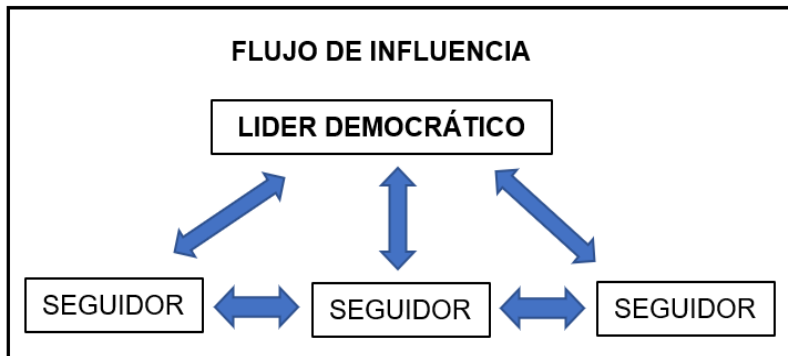 FLUJO DE INFLUENCIA
LIDER DEMOCRÁTICO
SEGUIDOR
SEGUIDOR
SEGUIDOR